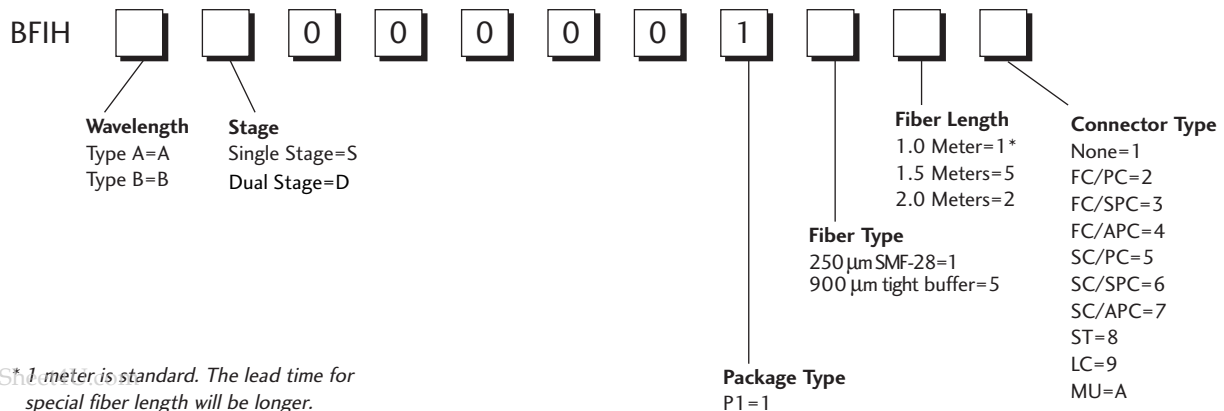 BFIH 0 0 0 0 0 1
Wavelength
Type A=A
Type B=B
Stage
Single Stage=S
Dual Stage=D
Fiber Length
1.0 Meter=1*
1.5 Meters=5
2.0 Meters=2
Connector Type
None=1
FC/PC=2
FC/SPC=3
FC/APC=4
SC/PC=5
SC/SPC=6
SC/APC=7
ST=8
LC=9
MU=A
Fiber Type
250 µm SMF-28=1
900 µm tight buffer=5
Package Type
P1=1
* 1 meter is standard. The lead time for
special fiber length will be longer.